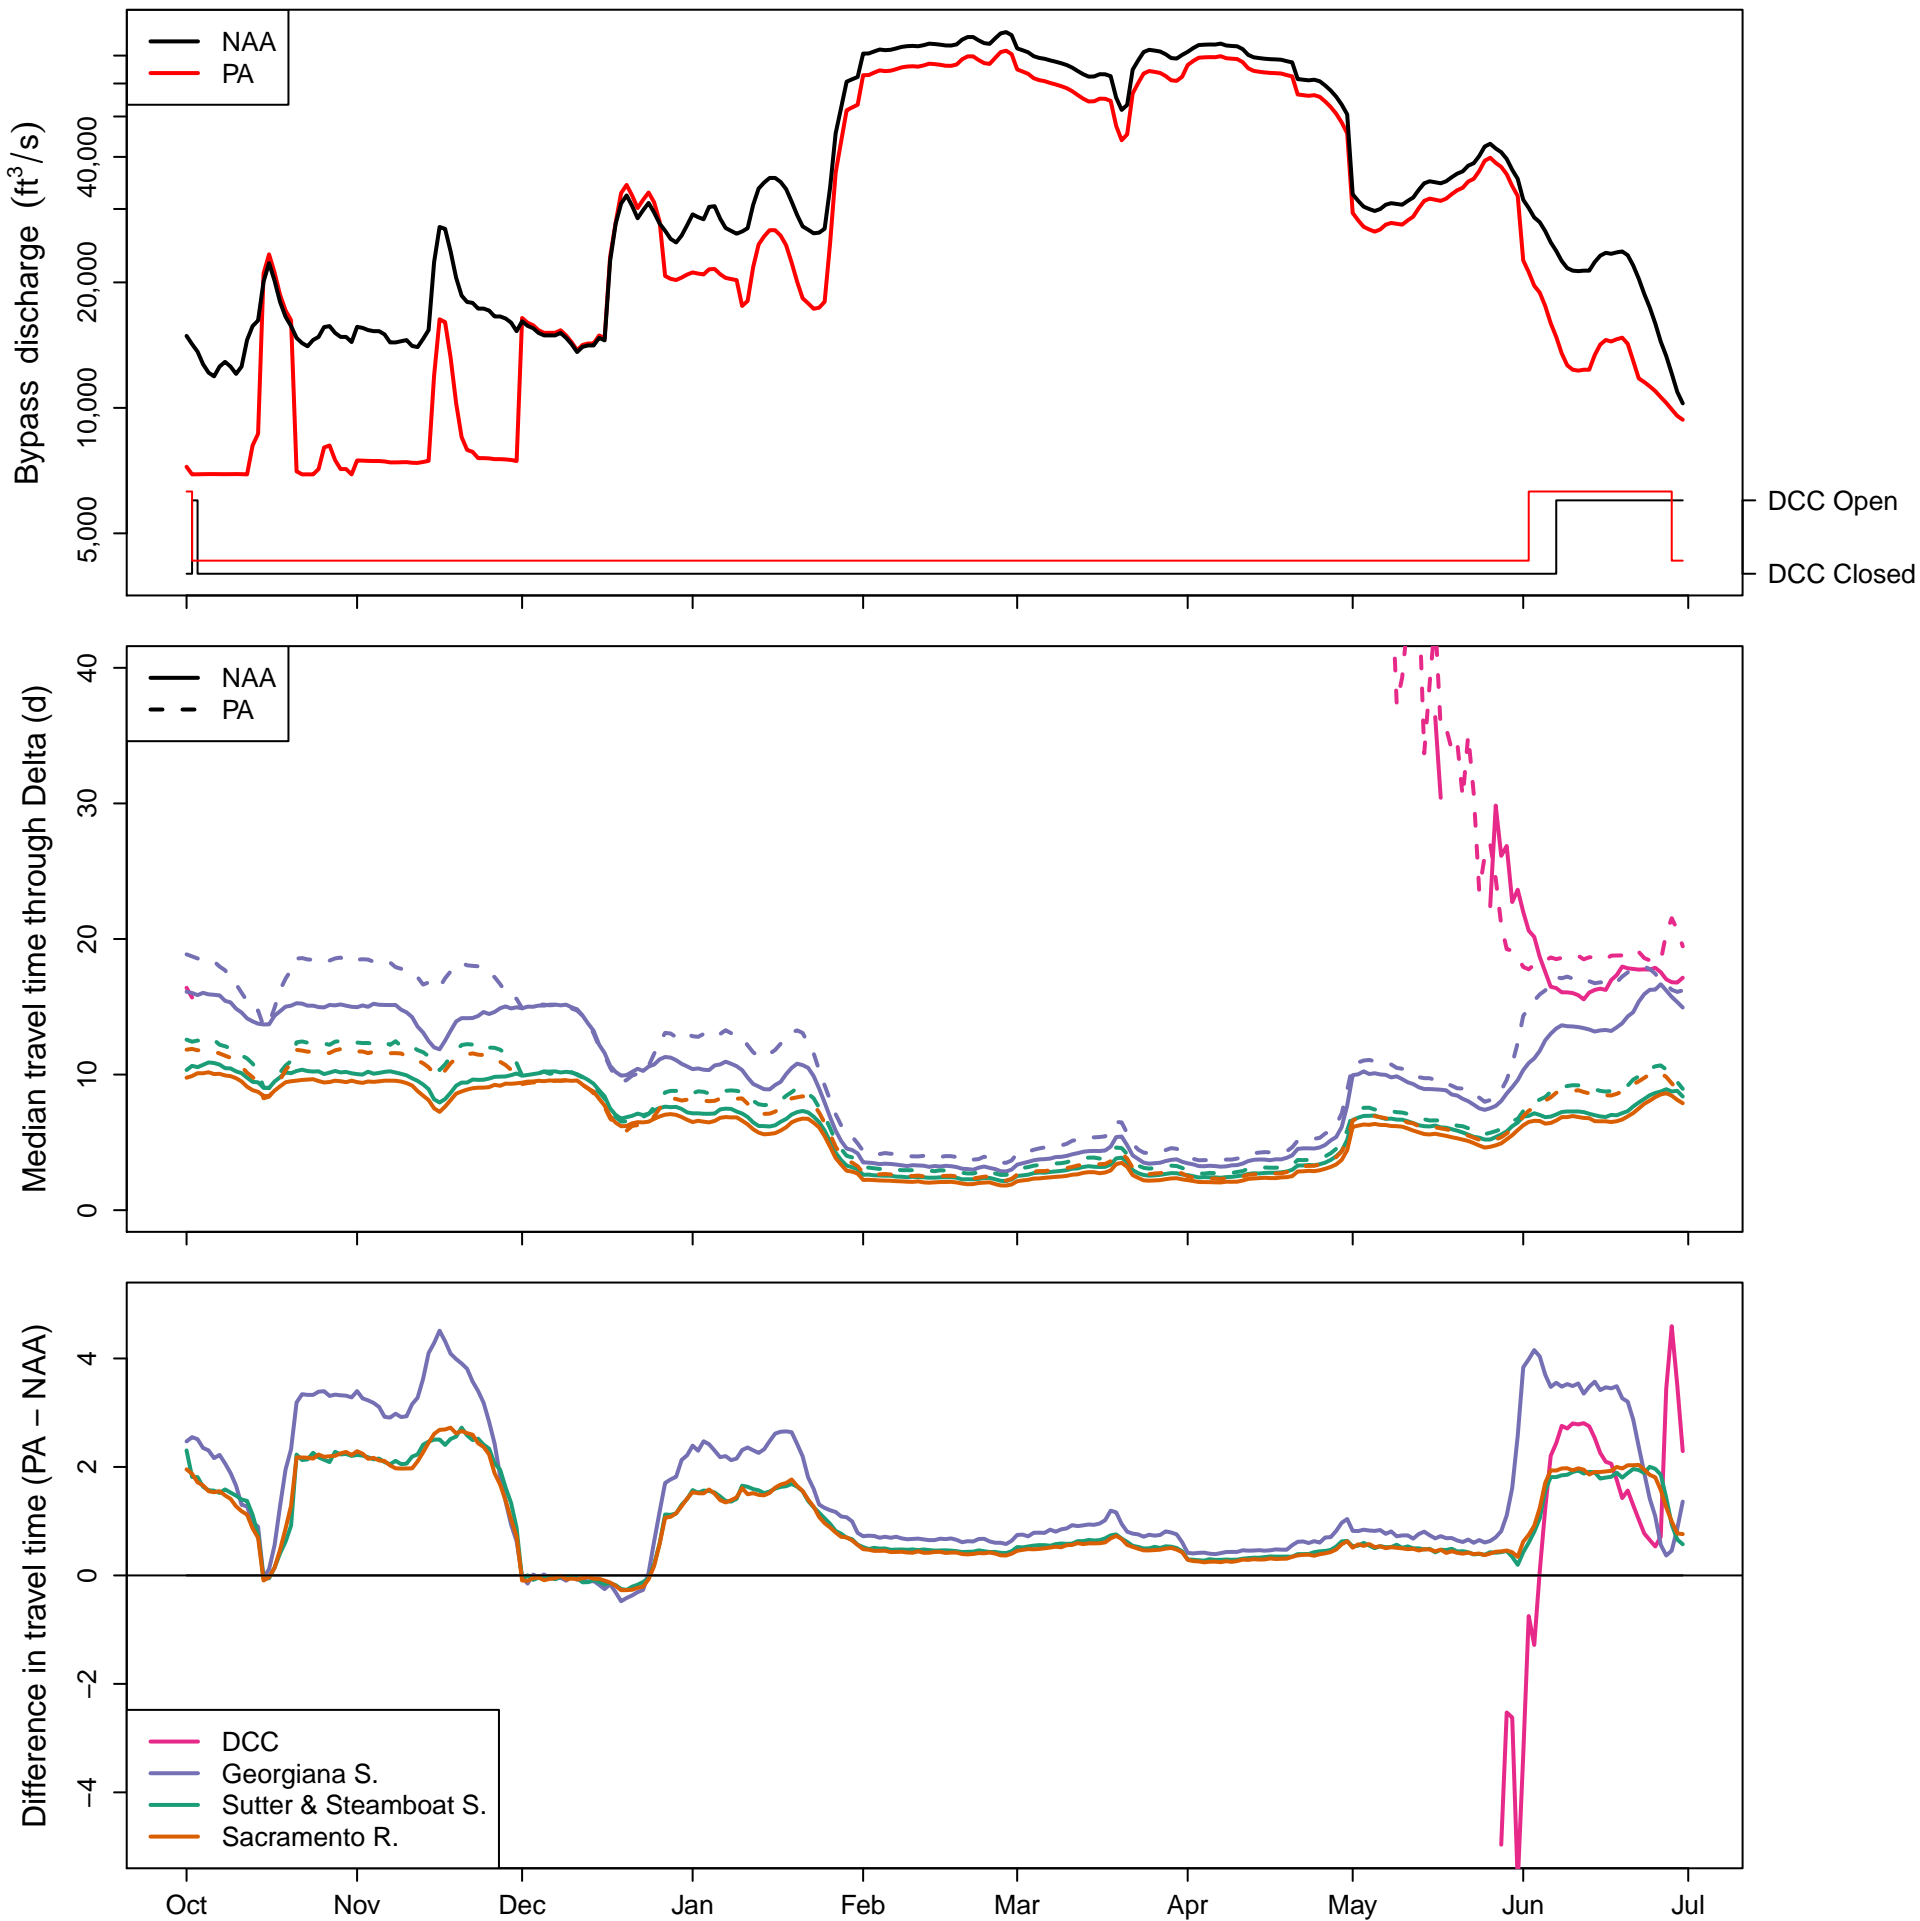 NAA
PA
Bypass discharge (ft³/s)
40,000
20,000
10,000
5,000
DCC Open
DCC Closed
NAA
PA
Median travel time through Delta (d)
40
30
20
10
0
Difference in travel time (PA − NAA)
4
2
0
−2
−4
DCC
Georgiana S.
Sutter & Steamboat S.
Sacramento R.
Oct Nov Dec Jan Feb Mar Apr May Jun Jul